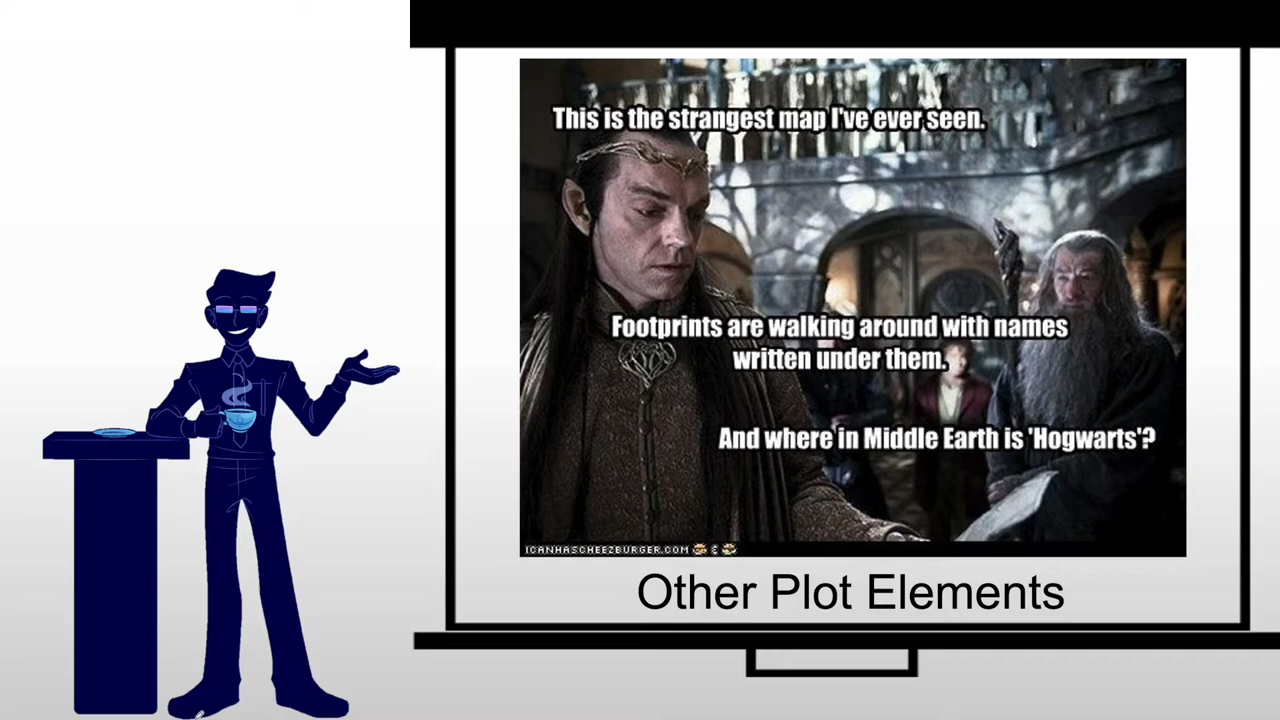 This is the strangest map I've ever seen.
Footprints are walking around with names
written under them.
And where in Middle Earth is 'Hogwarts'?
ICANHASCHEEZBURGER.COM
Other Plot Elements